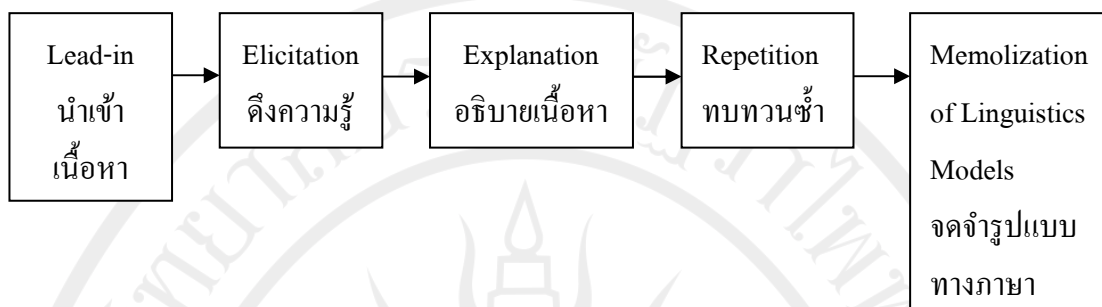 Lead-in
นำเข้า
เนื้อหา
Elicitation
ดึงความรู้
Explanation
อธิบายเนื้อหา
Repetition
ทบทวนซ้ำ
Memolization
of Linguistics
Models
จดจำรูปแบบ
ทางภาษา